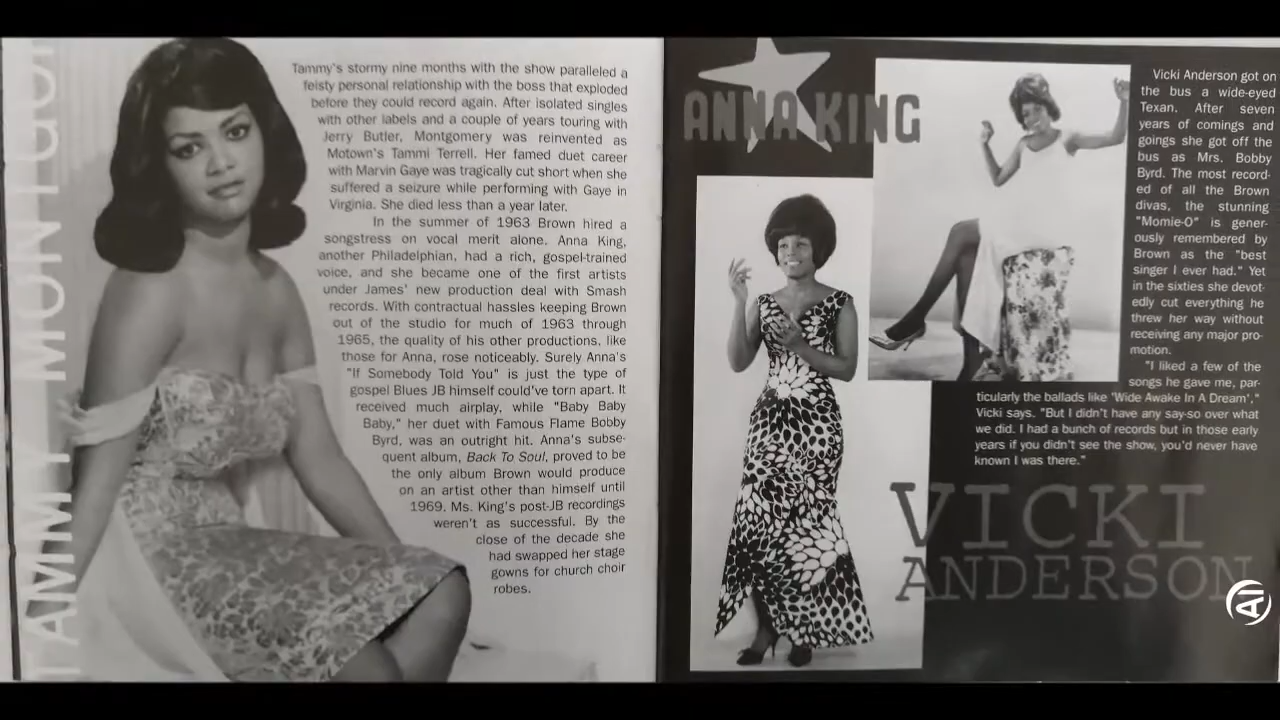 TAMMY MONTGOM
Tammy's stormy nine months with the show paralleled a
feisty personal relationship with the boss that exploded
before they could record again. After isolated singles
with other labels and a couple of years touring with
Jerry Butler, Montgomery was reinvented as
Motown's Tammi Terrell. Her famed duet career
with Marvin Gaye was tragically cut short when she
suffered a seizure while performing with Gaye in
Virginia. She died less than a year later.
In the summer of 1963 Brown hired a
songstress on vocal merit alone. Anna King,
another Philadelphian, had a rich, gospel-trained
voice, and she became one of the first artists
under James' new production deal with Smash
records. With contractual hassles keeping Brown
out of the studio for much of 1963 through
1965, the quality of his other productions, like
those for Anna, rose noticeably. Surely Anna's
"If Somebody Told You" is just the type of
gospel Blues JB himself could've torn apart. It
received much airplay, while "Baby Baby
Baby," her duet with Famous Flame Bobby
Byrd, was an outright hit. Anna's subse-
quent album, Back To Soul, proved to be
the only album Brown would produce
on an artist other than himself until
1969. Ms. King's post-JB recordings
weren't as successful. By the
close of the decade she
had swapped her stage
gowns for church choir
robes.
ANNA KING
Vicki Anderson got on
the bus a wide-eyed
Texan. After seven
years of comings and
goings she got off the
bus as Mrs. Bobby
Byrd. The most record-
ed of all the Brown
divas, the stunning
"Momie-O" is gener-
ously remembered by
Brown as the "best
singer I ever had." Yet
in the sixties she devot-
edly cut everything he
threw her way without
receiving any major pro-
motion.
"I liked a few of the
songs he gave me, par-
ticularly the ballads like 'Wide Awake In A Dream',"
Vicki says. "But I didn't have any say-so over what
we did. I had a bunch of records but in those early
years if you didn't see the show, you'd never have
known I was there."
VICKI
ANDERSON